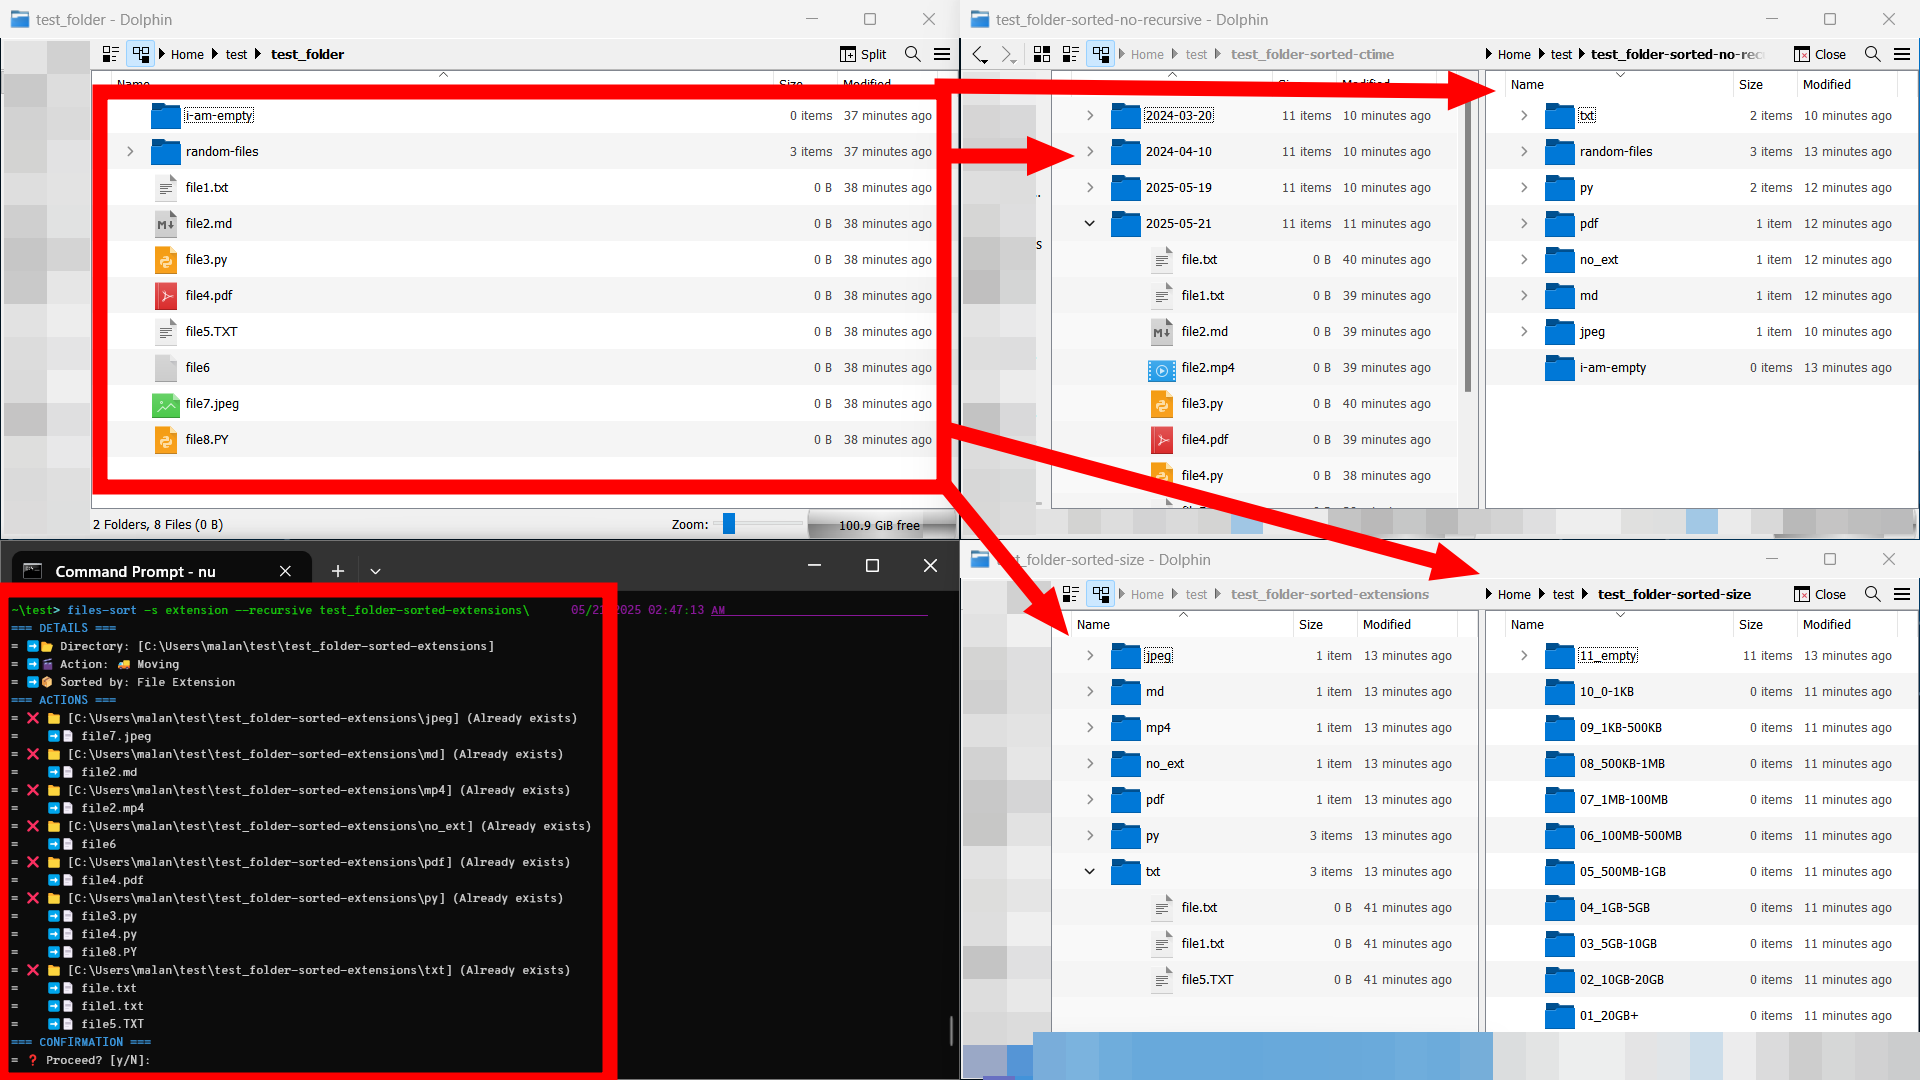 test_folder - Dolphin
Home test test_folder
Split
Name Size Modified
i-am-empty 0 items 37 minutes ago
random-files 3 items 37 minutes ago
file1.txt 0 B 38 minutes ago
file2.md 0 B 38 minutes ago
file3.py 0 B 38 minutes ago
file4.pdf 0 B 38 minutes ago
file5.TXT 0 B 38 minutes ago
file6 0 B 38 minutes ago
file7.jpeg 0 B 38 minutes ago
file8.PY 0 B 38 minutes ago
2 Folders, 8 Files (0 B) Zoom: 100.9 GiB free
test_folder-sorted-no-recursive - Dolphin
Home test test_folder-sorted-ctime
Size Modified
2024-03-20 11 items 10 minutes ago
2024-04-10 11 items 10 minutes ago
2025-05-19 11 items 10 minutes ago
2025-05-21 11 items 11 minutes ago
file.txt 0 B 40 minutes ago
file1.txt 0 B 39 minutes ago
file2.md 0 B 39 minutes ago
file2.mp4 0 B 39 minutes ago
file3.py 0 B 40 minutes ago
file4.pdf 0 B 39 minutes ago
file4.py 0 B 38 minutes ago
Home test test_folder-sorted-no-rec
Close
Name Size Modified
txt 2 items 10 minutes ago
random-files 3 items 13 minutes ago
py 2 items 12 minutes ago
pdf 1 item 12 minutes ago
no_ext 1 item 12 minutes ago
md 1 item 12 minutes ago
jpeg 1 item 10 minutes ago
i-am-empty 0 items 13 minutes ago
Command Prompt - nu
~\test> files-sort -s extension --recursive test_folder-sorted-extensions\ 05/21/2025 02:47:13 AM
=== DETAILS ===
= ➡️📂 Directory: [C:\Users\malan\test\test_folder-sorted-extensions]
= ➡️🎬 Action: 🚚 Moving
= ➡️📦 Sorted by: File Extension
=== ACTIONS ===
= ❌ 📁 [C:\Users\malan\test\test_folder-sorted-extensions\jpeg] (Already exists)
= ➡️📄 file7.jpeg
= ❌ 📁 [C:\Users\malan\test\test_folder-sorted-extensions\md] (Already exists)
= ➡️📄 file2.md
= ❌ 📁 [C:\Users\malan\test\test_folder-sorted-extensions\mp4] (Already exists)
= ➡️📄 file2.mp4
= ❌ 📁 [C:\Users\malan\test\test_folder-sorted-extensions\no_ext] (Already exists)
= ➡️📄 file6
= ❌ 📁 [C:\Users\malan\test\test_folder-sorted-extensions\pdf] (Already exists)
= ➡️📄 file4.pdf
= ❌ 📁 [C:\Users\malan\test\test_folder-sorted-extensions\py] (Already exists)
= ➡️📄 file3.py
= ➡️📄 file4.py
= ➡️📄 file8.PY
= ❌ 📁 [C:\Users\malan\test\test_folder-sorted-extensions\txt] (Already exists)
= ➡️📄 file.txt
= ➡️📄 file1.txt
= ➡️📄 file5.TXT
=== CONFIRMATION ===
= ❓ Proceed? [y/N]:
test_folder-sorted-size - Dolphin
Home test test_folder-sorted-extensions
Name Size Modified
jpeg 1 item 13 minutes ago
md 1 item 13 minutes ago
mp4 1 item 13 minutes ago
no_ext 1 item 13 minutes ago
pdf 1 item 13 minutes ago
py 3 items 13 minutes ago
txt 3 items 13 minutes ago
file.txt 0 B 41 minutes ago
file1.txt 0 B 41 minutes ago
file5.TXT 0 B 41 minutes ago
Home test test_folder-sorted-size
Close
Name Size Modified
11_empty 11 items 13 minutes ago
10_0-1KB 0 items 11 minutes ago
09_1KB-500KB 0 items 11 minutes ago
08_500KB-1MB 0 items 11 minutes ago
07_1MB-100MB 0 items 11 minutes ago
06_100MB-500MB 0 items 11 minutes ago
05_500MB-1GB 0 items 11 minutes ago
04_1GB-5GB 0 items 11 minutes ago
03_5GB-10GB 0 items 11 minutes ago
02_10GB-20GB 0 items 11 minutes ago
01_20GB+ 0 items 11 minutes ago